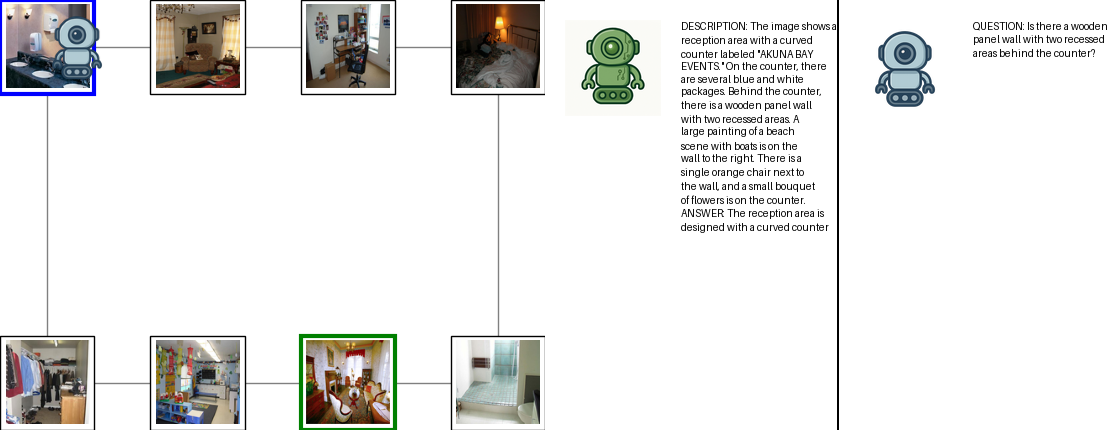 DESCRIPTION: The image shows a
reception area with a curved
counter labeled "AKUNA BAY
EVENTS." On the counter, there
are several blue and white
packages. Behind the counter,
there is a wooden panel wall
with two recessed areas. A
large painting of a beach
scene with boats is on the
wall to the right. There is a
single orange chair next to
the wall, and a small bouquet
of flowers is on the counter.
ANSWER: The reception area is
designed with a curved counter
QUESTION: Is there a wooden
panel wall with two recessed
areas behind the counter?